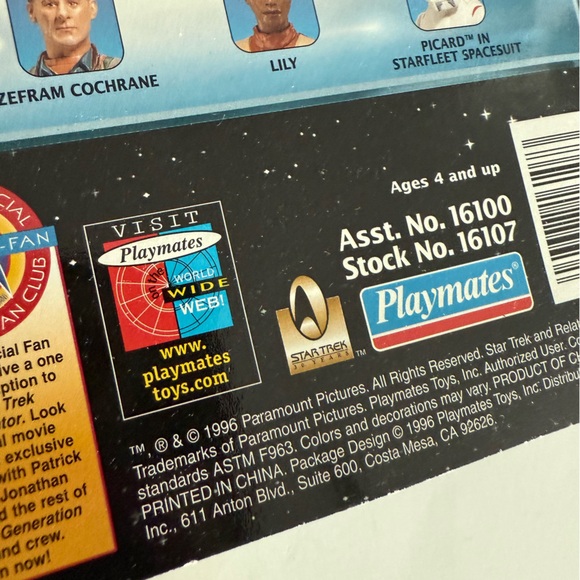 ZEFRAM COCHRANE
LILY
PICARD™ IN
STARFLEET SPACESUIT
Ages 4 and up
Asst. No. 16100
Stock No. 16107
Playmates®
VISIT
Playmates
on the
WORLD
WIDE
WEB!
www.
playmates
toys.com
STAR TREK
30 YEARS
™
-FAN
AN CLUB
cial Fan
ive a one
ption to
Trek
tor. Look
l movie
exclusive
with Patrick
Jonathan
d the rest of
Generation
nd crew.
n now!
™, ® & © 1996 Paramount Pictures. All Rights Reserved. Star Trek and Rela
Trademarks of Paramount Pictures. Playmates Toys, Inc. Authorized User. Co
standards ASTM F963. Colors and decorations may vary. PRODUCT OF C
PRINTED IN CHINA. Package Design © 1996 Playmates Toys, Inc. Distribu
Inc., 611 Anton Blvd., Suite 600, Costa Mesa, CA 92626.